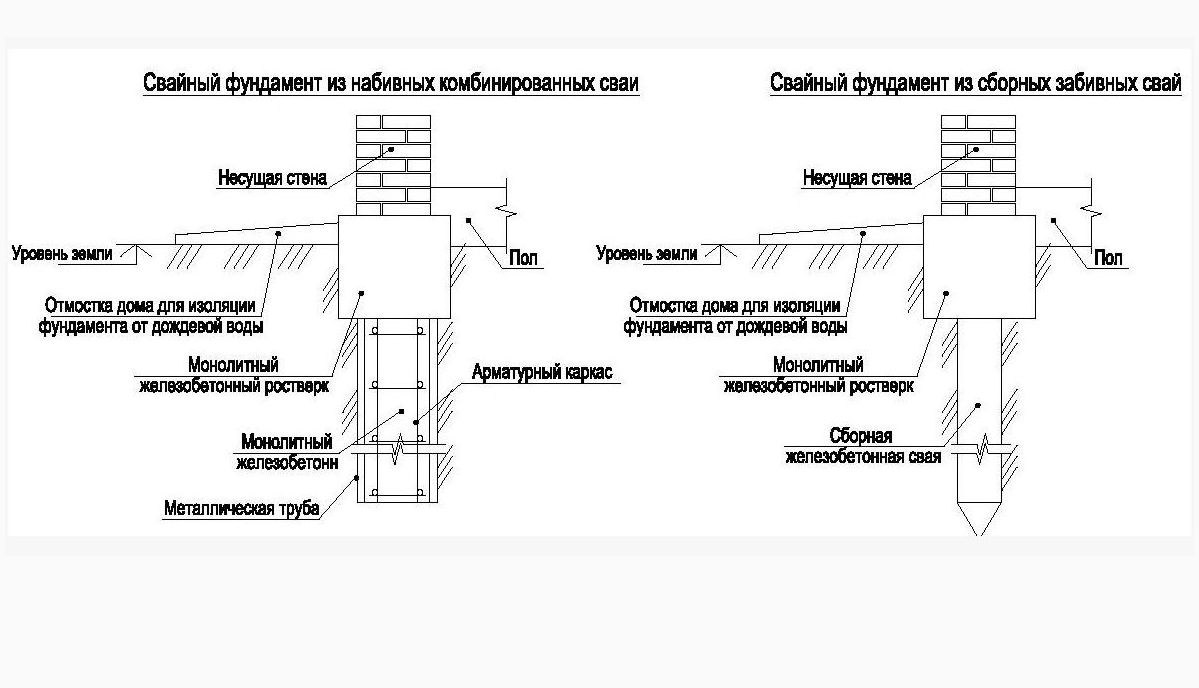 Свайный фундамент из набивных комбинированных сваи
Несущая стена
Уровень земли
Пол
Отмостка дома для изоляции
фундамента от дождевой воды
Монолитный
железобетонный ростверк
Арматурный каркас
Монолитный
железобетонн
Металлическая труба
Свайный фундамент из сборных забивных свай
Несущая стена
Уровень земли
Пол
Отмостка дома для изоляции
фундамента от дождевой воды
Монолитный
железобетонный ростверк
Сборная
железобетонная свая